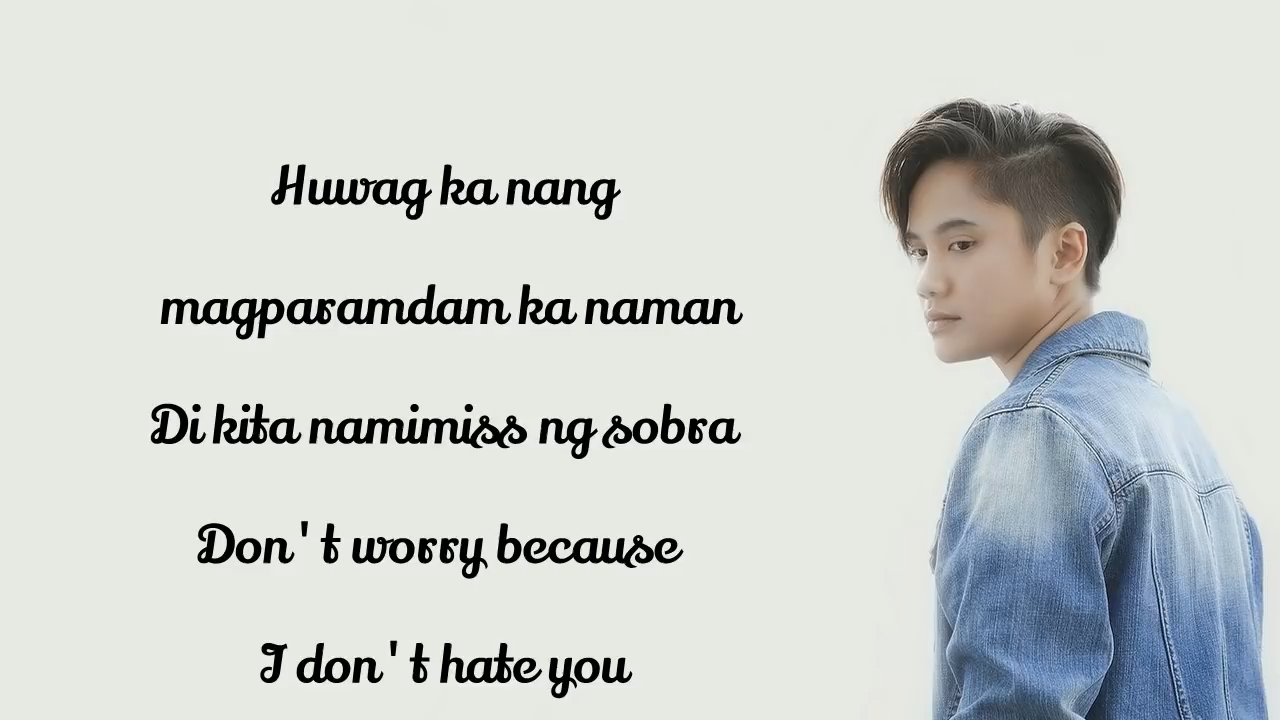 Huwag ka nang
magparamdam ka naman
Di kita namimiss ng sobra
Don't worry because
I don't hate you